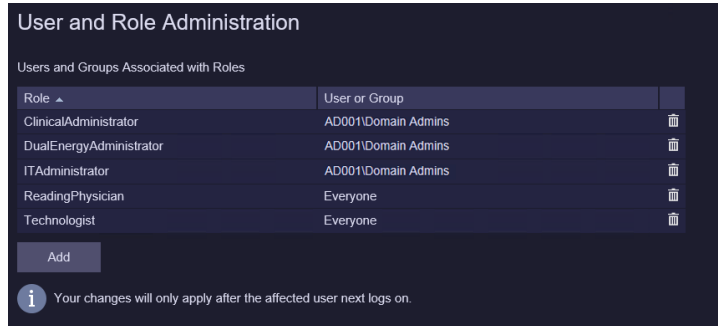 User and Role Administration
Users and Groups Associated with Roles
Role User or Group
ClinicalAdministrator AD001\Domain Admins
DualEnergyAdministrator AD001\Domain Admins
ITAdministrator AD001\Domain Admins
ReadingPhysician Everyone
Technologist Everyone
Add
i Your changes will only apply after the affected user next logs on.